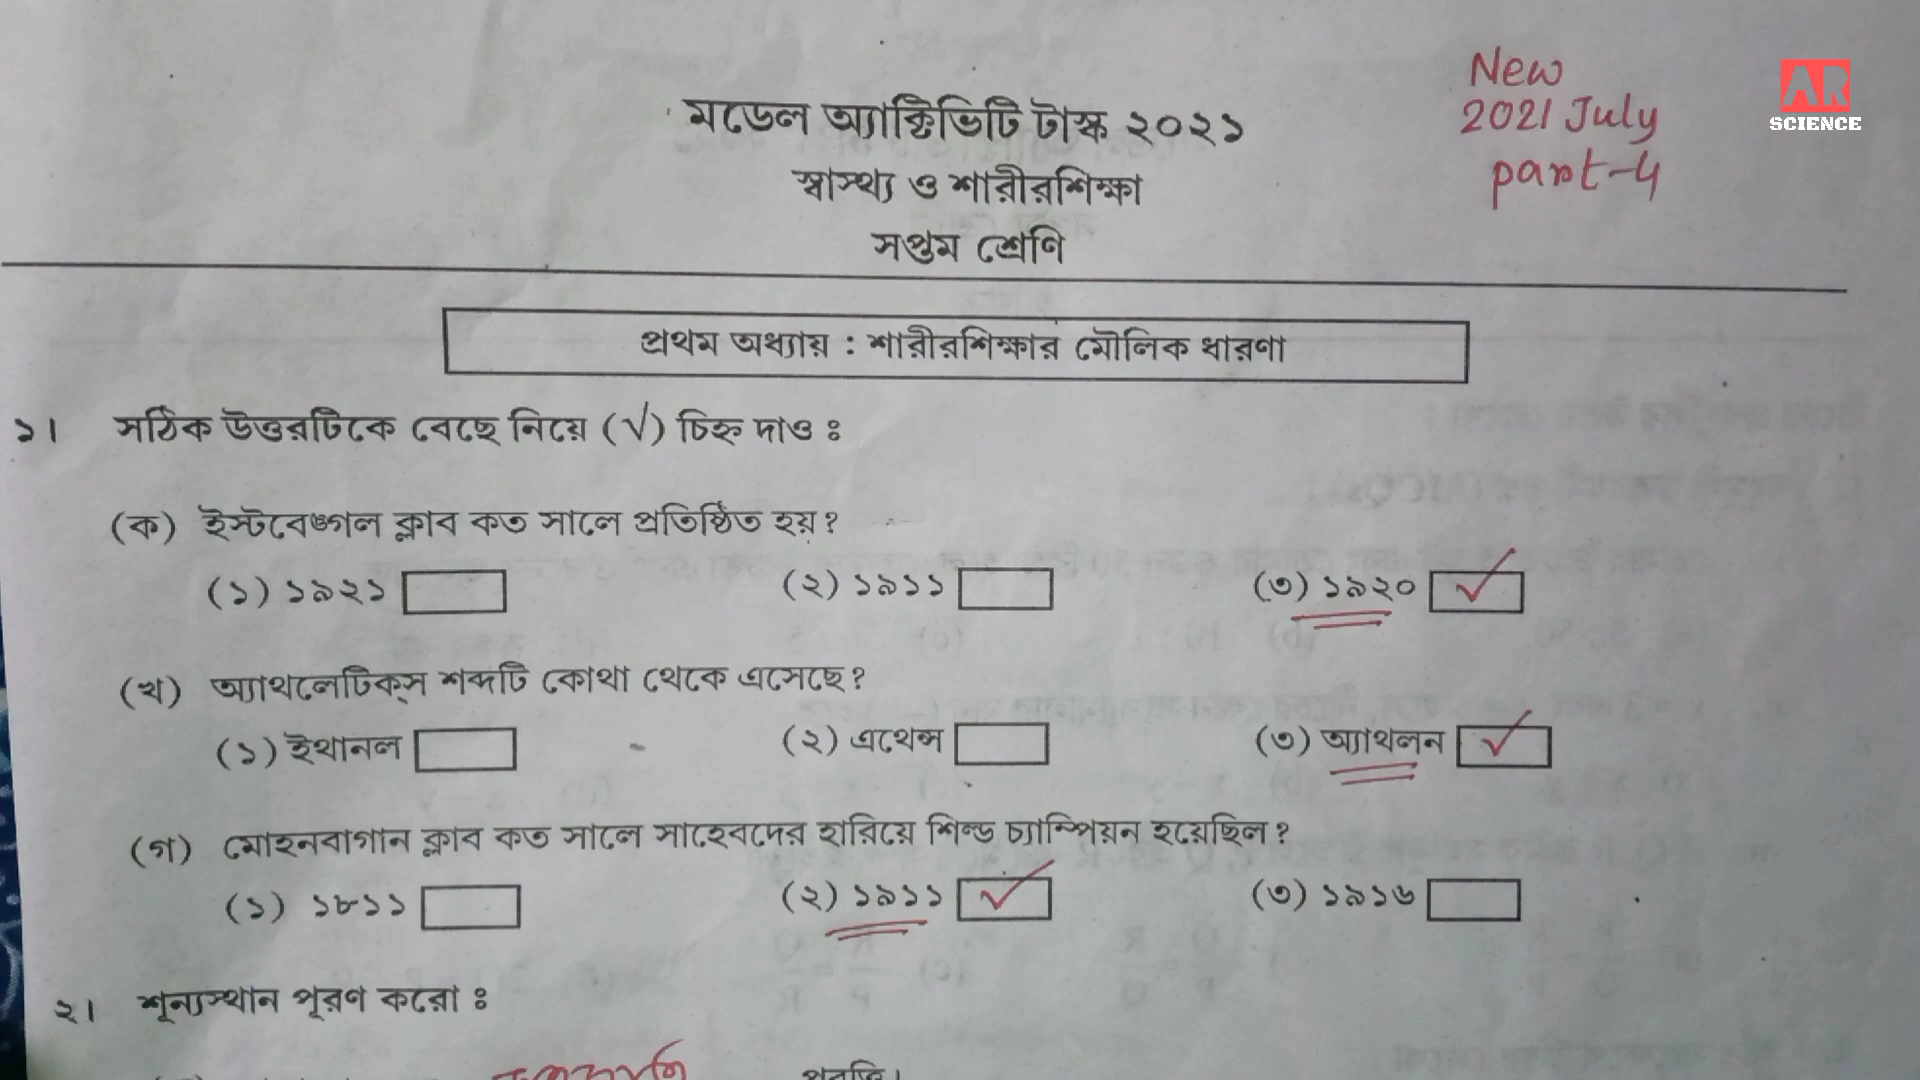 New
2021 July
part-4
AR
SCIENCE
মডেল অ্যাক্টিভিটি টাস্ক ২০২১
স্বাস্থ্য ও শারীরশিক্ষা
সপ্তম শ্রেণি
প্রথম অধ্যায় : শারীরশিক্ষার মৌলিক ধারণা
১। সঠিক উত্তরটিকে বেছে নিয়ে (√) চিহ্ন দাও ঃ
(ক) ইস্টবেঙ্গল ক্লাব কত সালে প্রতিষ্ঠিত হয়?
(১) ১৯২১ (২) ১৯১১ (৩) ১৯২০ ✓
(খ) অ্যাথলেটিক্‌স শব্দটি কোথা থেকে এসেছে?
(১) ইথানল (২) এথেন্স (৩) অ্যাথলন ✓
(গ) মোহনবাগান ক্লাব কত সালে সাহেবদের হারিয়ে শিল্ড চ্যাম্পিয়ন হয়েছিল?
(১) ১৮১১ (২) ১৯১১ ✓ (৩) ১৯১৬
২। শূন্যস্থান পূরণ করো ঃ